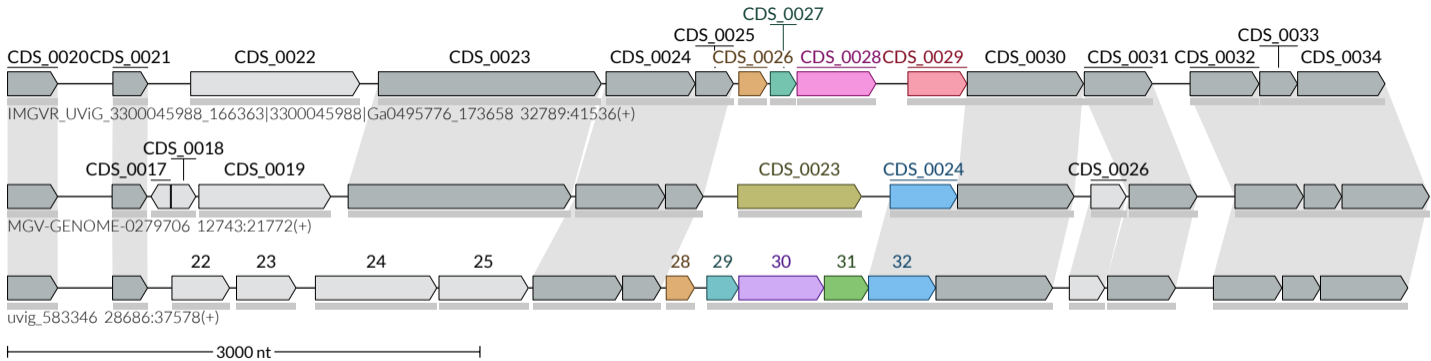 CDS_0027
CDS_0025 CDS_0033
CDS_0020 CDS_0021 CDS_0022 CDS_0023 CDS_0024 CDS_0026 CDS_0028 CDS_0029 CDS_0030 CDS_0031 CDS_0032 CDS_0034
IMGVR_UViG_3300045988_166363|3300045988|Ga0495776_173658 32789:41536(+)
CDS_0018
CDS_0017 CDS_0019 CDS_0023 CDS_0024 CDS_0026
MGV-GENOME-0279706 12743:21772(+)
22 23 24 25 28 29 30 31 32
uvig_583346 28686:37578(+)
3000 nt